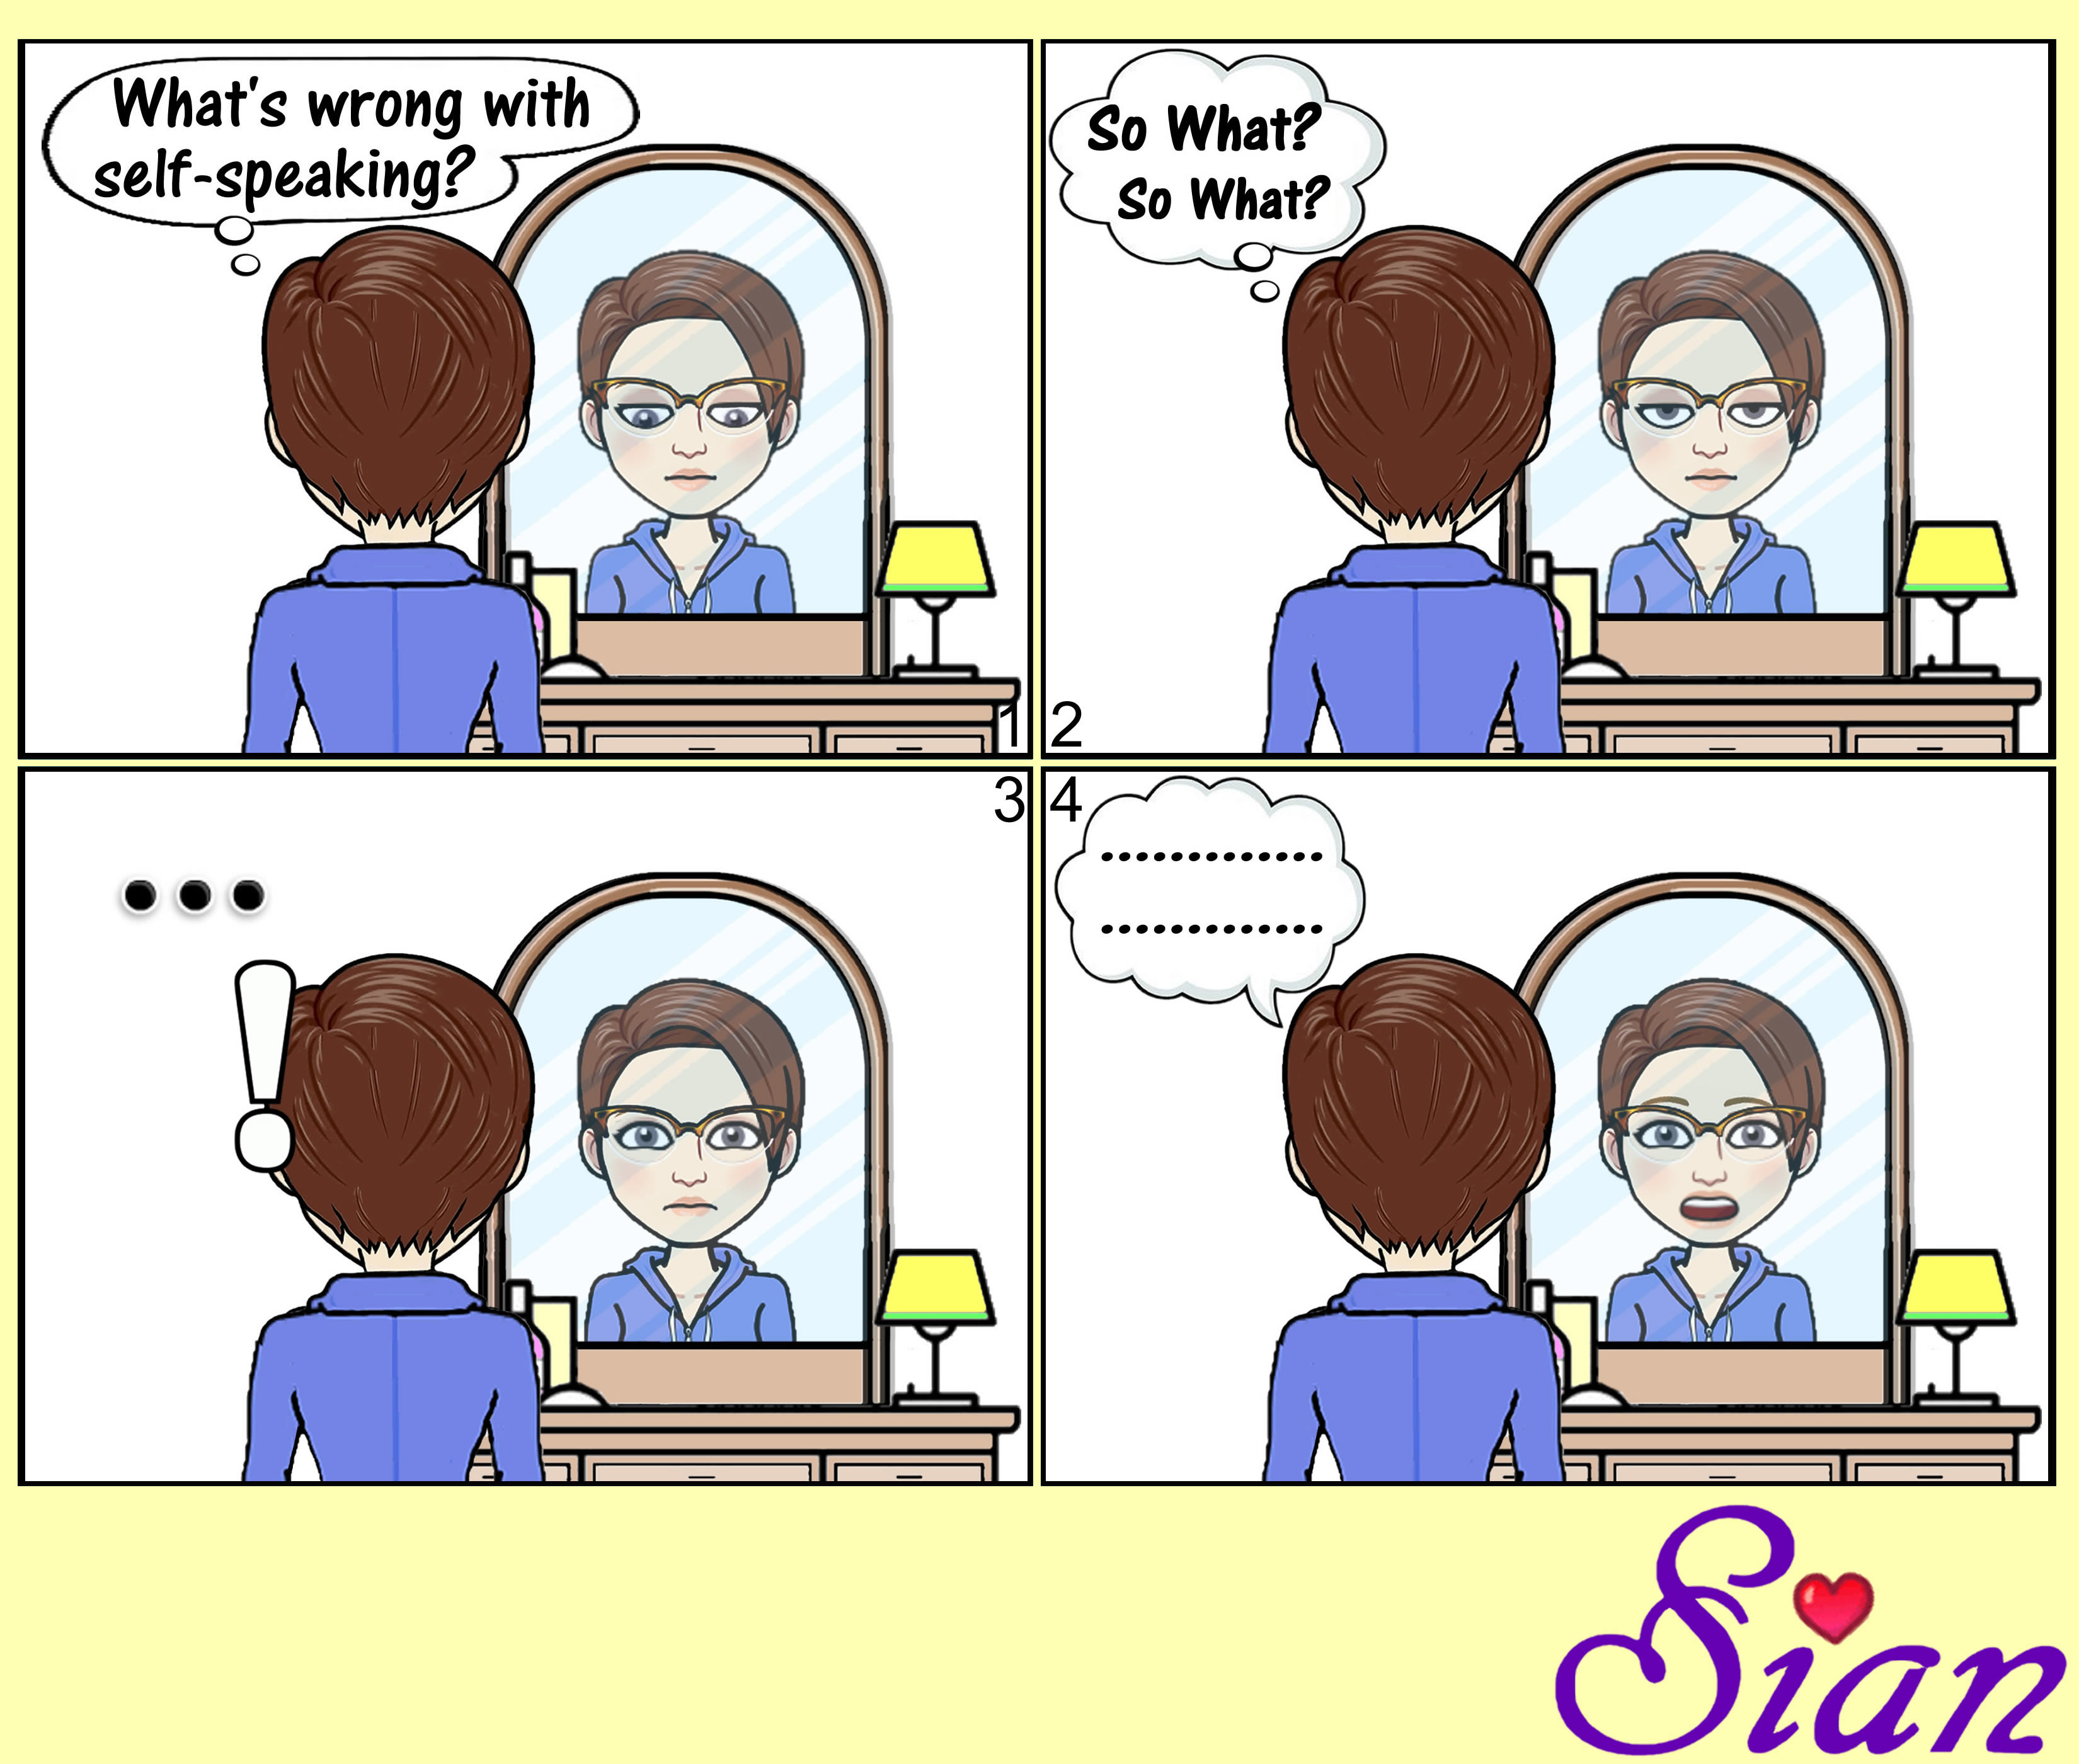 What's wrong with
self-speaking?
1
So What?
So What?
2
...
!
3
4
.............
.............
Sian